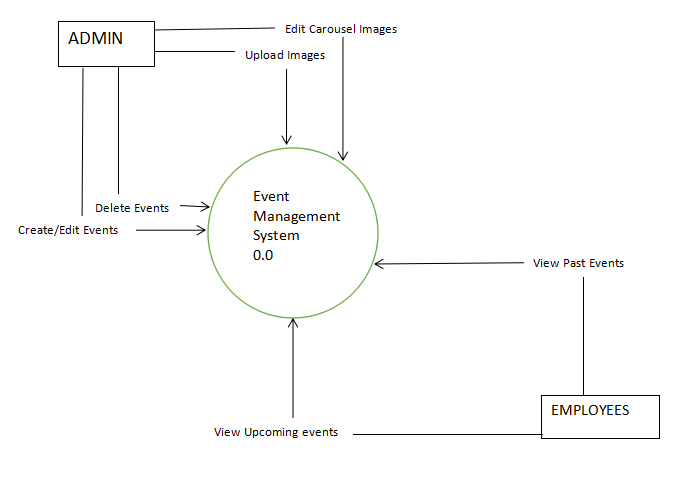 ADMIN
Edit Carousel Images
Upload Images
Event
Management
System
0.0
Delete Events
Create/Edit Events
View Past Events
EMPLOYEES
View Upcoming events